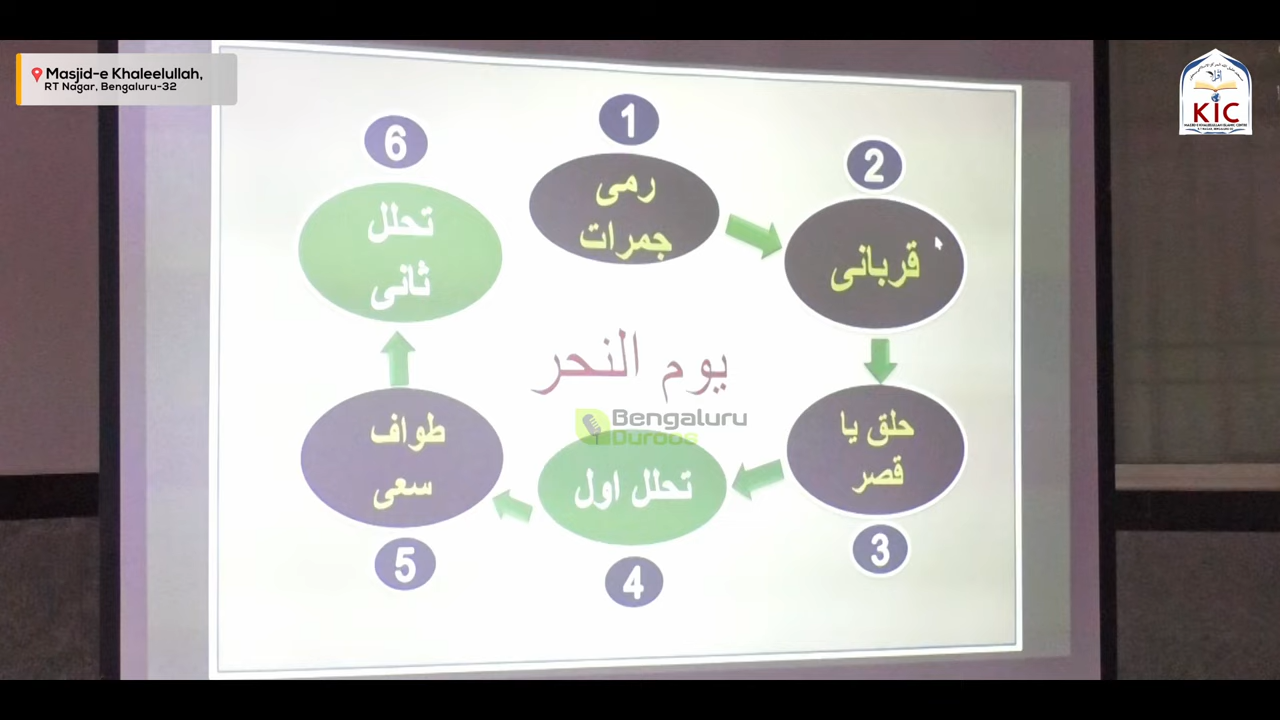 Masjid-e Khaleelullah,
RT Nagar, Bengaluru-32
KIC
1
رمی
جمرات
2
قربانی
3
حلق یا
قصر
4
تحلل اول
5
طواف
سعی
6
تحلل
ثانی
یوم النحر
Bengaluru
Duroos